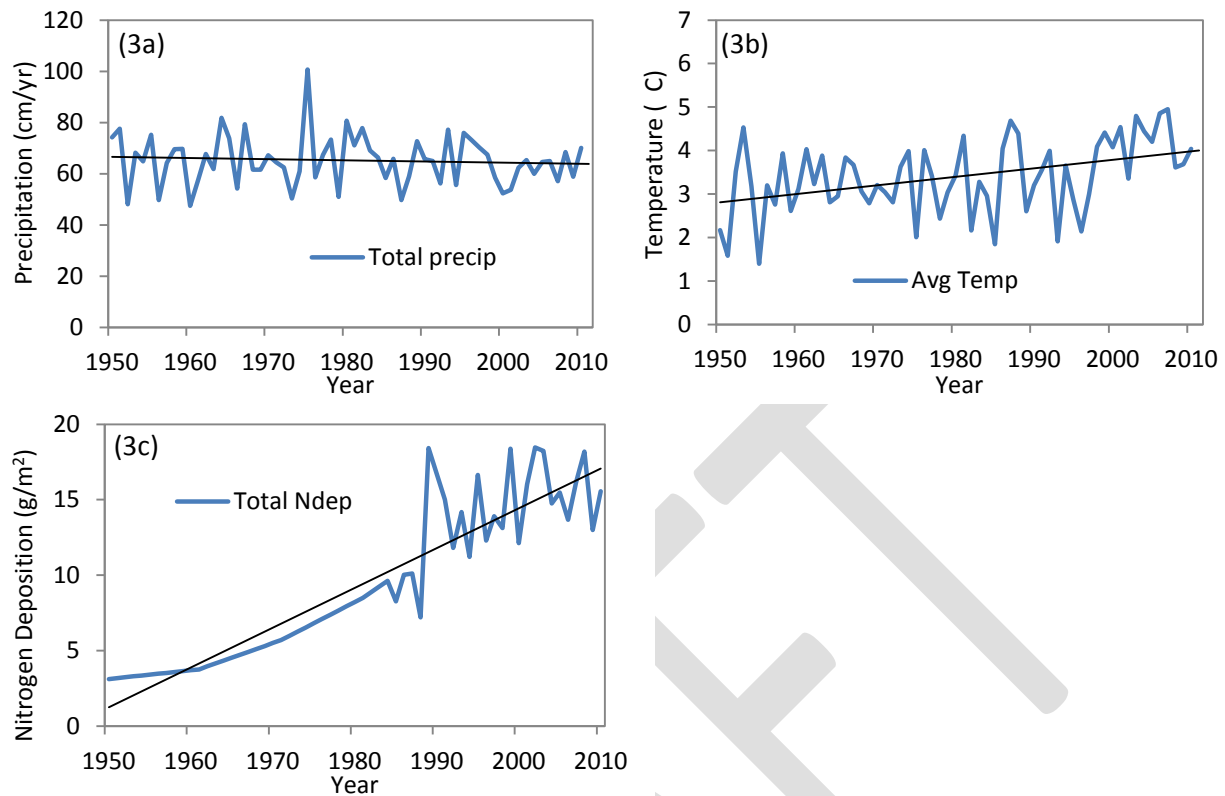 (3a)
Precipitation (cm/yr)
120
100
80
60
40
20
0
Total precip
1950 1960 1970 1980 1990 2000 2010
Year
(3b)
Temperature ( C)
7
6
5
4
3
2
1
0
Avg Temp
1950 1960 1970 1980 1990 2000 2010
Year
(3c)
Nitrogen Deposition (g/m²)
20
15
10
5
0
Total Ndep
1950 1960 1970 1980 1990 2000 2010
Year